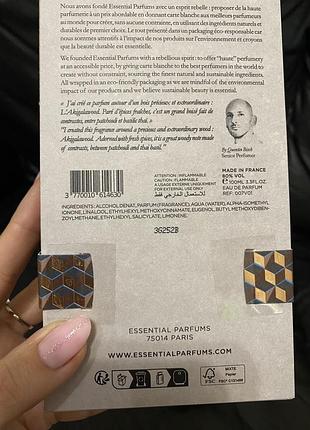 Nous avons fondé Essential Parfums avec un esprit rebelle : proposer de la haute
parfumerie à un prix abordable en donnant carte blanche aux meilleurs parfumeurs
au monde pour créer sans contrainte, en utilisant des ingrédients naturels et
durables de premier choix. Le tout présenté dans un packaging éco-responsable car
nous sommes attentifs à l'impact de nos produits sur l'environnement et croyons
que la beauté durable est essentielle.
We founded Essential Parfums with a rebellious spirit: to offer "haute" perfumery
at an accessible price, by giving carte blanche to the best perfumers in the world to
create without constraint, sourcing the finest natural and sustainable ingredients.
All wrapped in an eco-friendly packaging as we are mindful of the environmental
impact of our products and we believe sustainable beauty is essential.
« J'ai créé ce parfum autour d'un bois précieux et extraordinaire :
L'Akigalawood. Paré d'épices fraîches, c'est un grand boisé fait de
contrastes, entre patchouli et basilic thaï. »
"I created this fragrance around a precious and extraordinary wood :
Akigalawood. Adorned with fresh spices, it's a great woody note made of
contrasts, between patchouli and thai basil."
By Quentin Bisch
Senior Perfumer
3 770010 614630
ATTENTION. INFLAMMABLE
CAUTION. FLAMMABLE
A USAGE EXTERNE UNIQUEMENT
FOR EXTERNAL USE ONLY
للاستعمال الخارجي فقط
MADE IN FRANCE
80% VOL
℮ 100ML 3.3FL.OZ
EAU DE PARFUM
REF: 007V01
3G252B
INGREDIENTS: ALCOHOL DENAT., PARFUM (FRAGRANCE), AQUA (WATER), ALPHA-ISOMETHYL
IONONE, LINALOOL, ETHYLHEXYL METHOXYCINNAMATE, EUGENOL, BUTYL METHOXYDIBEN-
ZOYLMETHANE, ETHYLHEXYL SALICYLATE, LIMONENE.
ESSENTIAL PARFUMS
75014 PARIS
WWW.ESSENTIALPARFUMS.COM
FSC
MIXTE
Papier